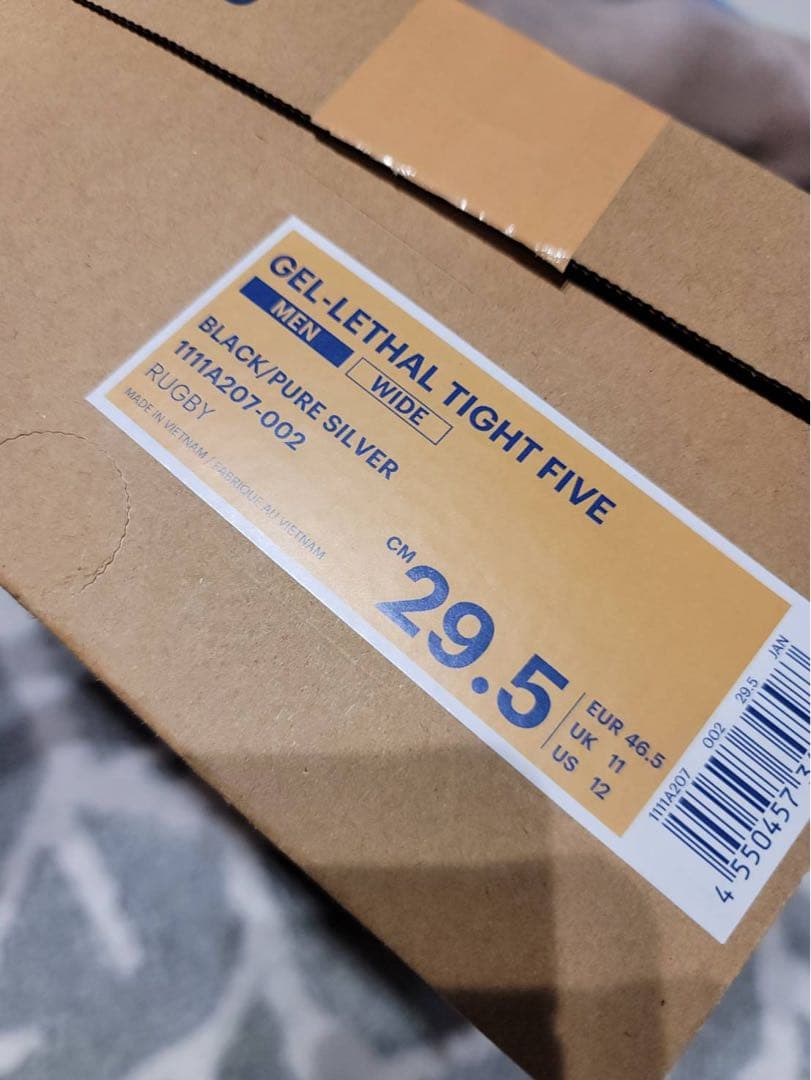 GEL-LETHAL TIGHT FIVE
MEN WIDE
BLACK/PURE SILVER
1111A207-002
RUGBY
MADE IN VIETNAM / FABRIQUE AU VIETNAM
CM
29.5
EUR 46.5
UK 11
US 12
1111A207 002 29.5 JAN
4 550457